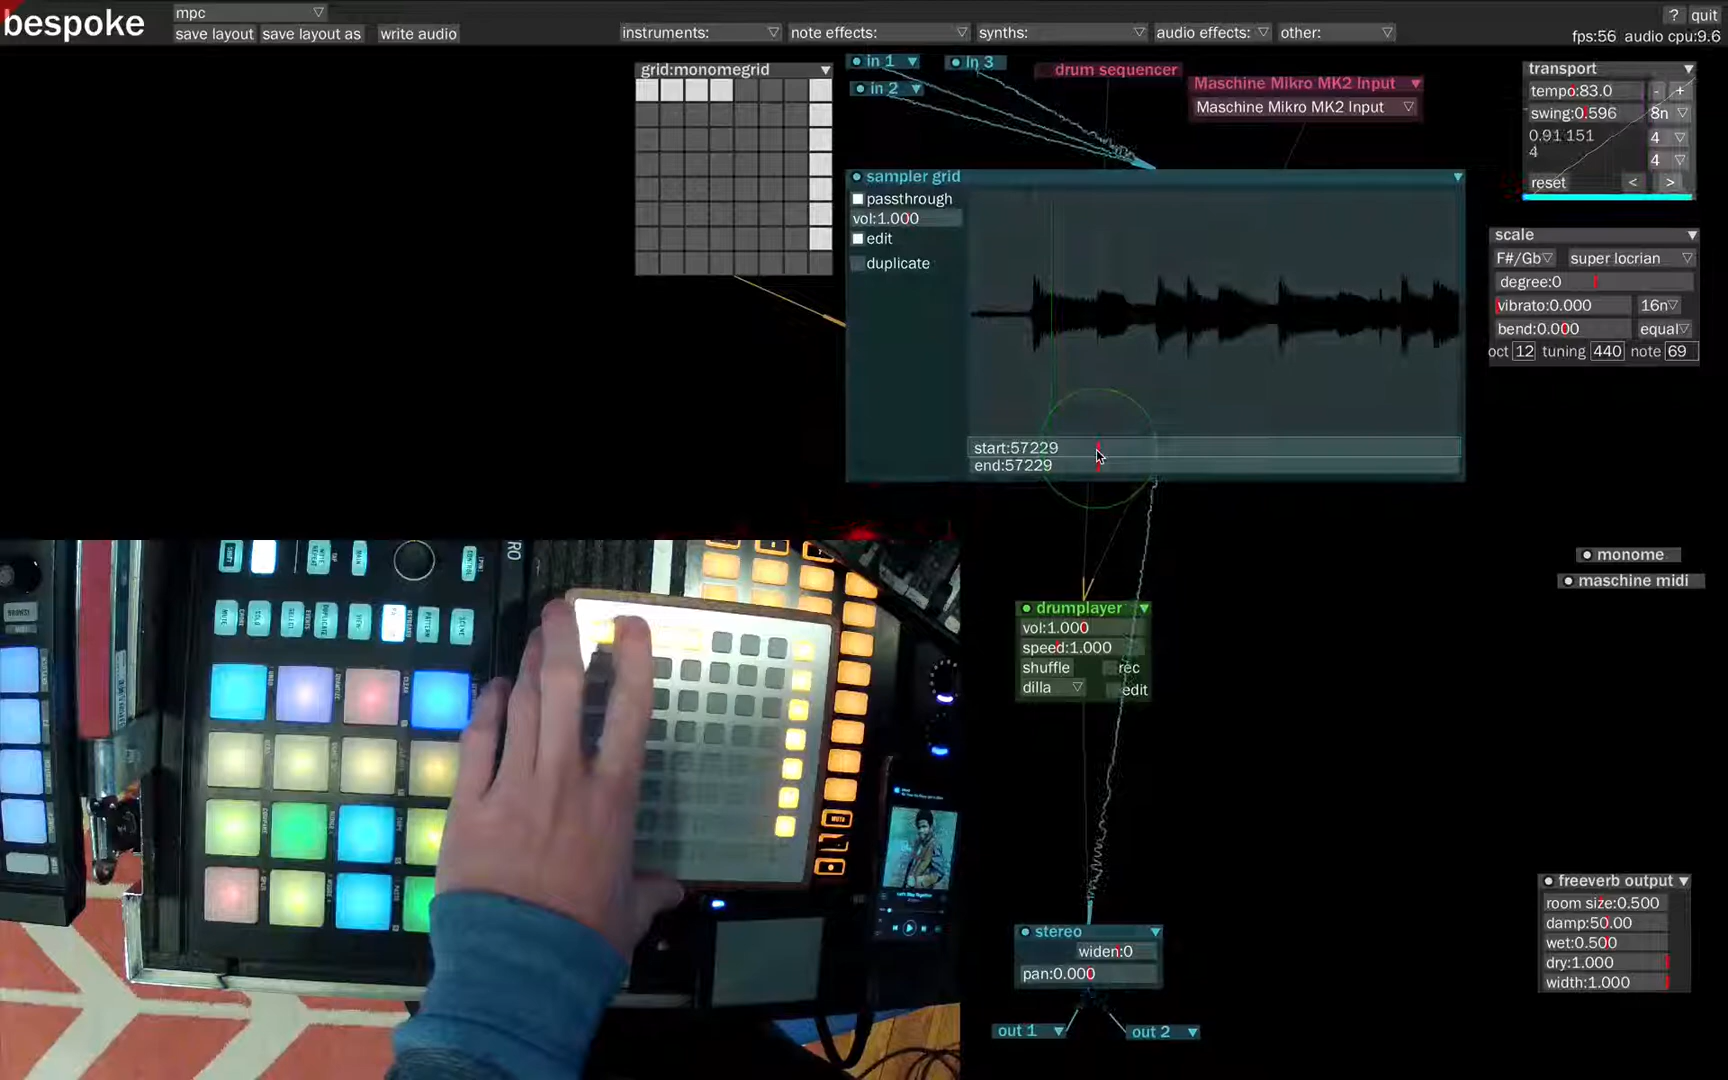 bespoke
mpc
save layout
save layout as
write audio
instruments:
note effects:
synths:
audio effects:
other:
?
quit
fps:56 audio cpu:9.6
grid:monomegrid
in 1
in 3
in 2
drum sequencer
Maschine Mikro MK2 Input
Maschine Mikro MK2 Input
transport
tempo:83.0
-
+
swing:0.596
8n
0.91 151
4
4
4
reset
<
>
sampler grid
passthrough
vol:1.000
edit
duplicate
start:57229
end:57229
scale
F#/Gb
super locrian
degree:0
vibrato:0.000
16n
bend:0.000
equal
oct 12 tuning 440 note 69
monome
maschine midi
drumplayer
vol:1.000
speed:1.000
shuffle
rec
dilla
edit
stereo
widen:0
pan:0.000
out 1
out 2
freeverb output
room size:0.500
damp:50.00
wet:0.500
dry:1.000
width:1.000